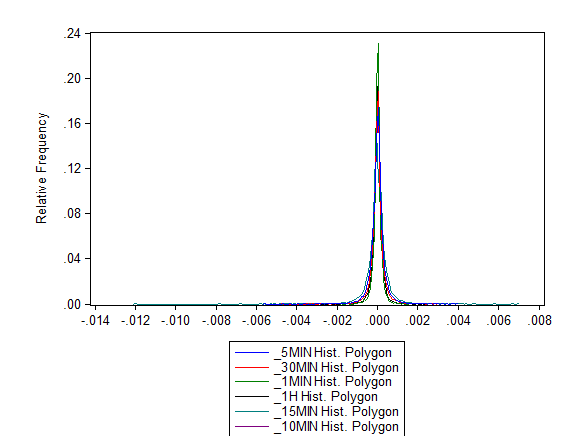 .24
.20
.16
.12
.08
.04
.00
Relative Frequency
-.014 -.012 -.010 -.008 -.006 -.004 -.002 .000 .002 .004 .006 .008
_5MIN Hist. Polygon
_30MIN Hist. Polygon
_1MIN Hist. Polygon
_1H Hist. Polygon
_15MIN Hist. Polygon
_10MIN Hist. Polygon